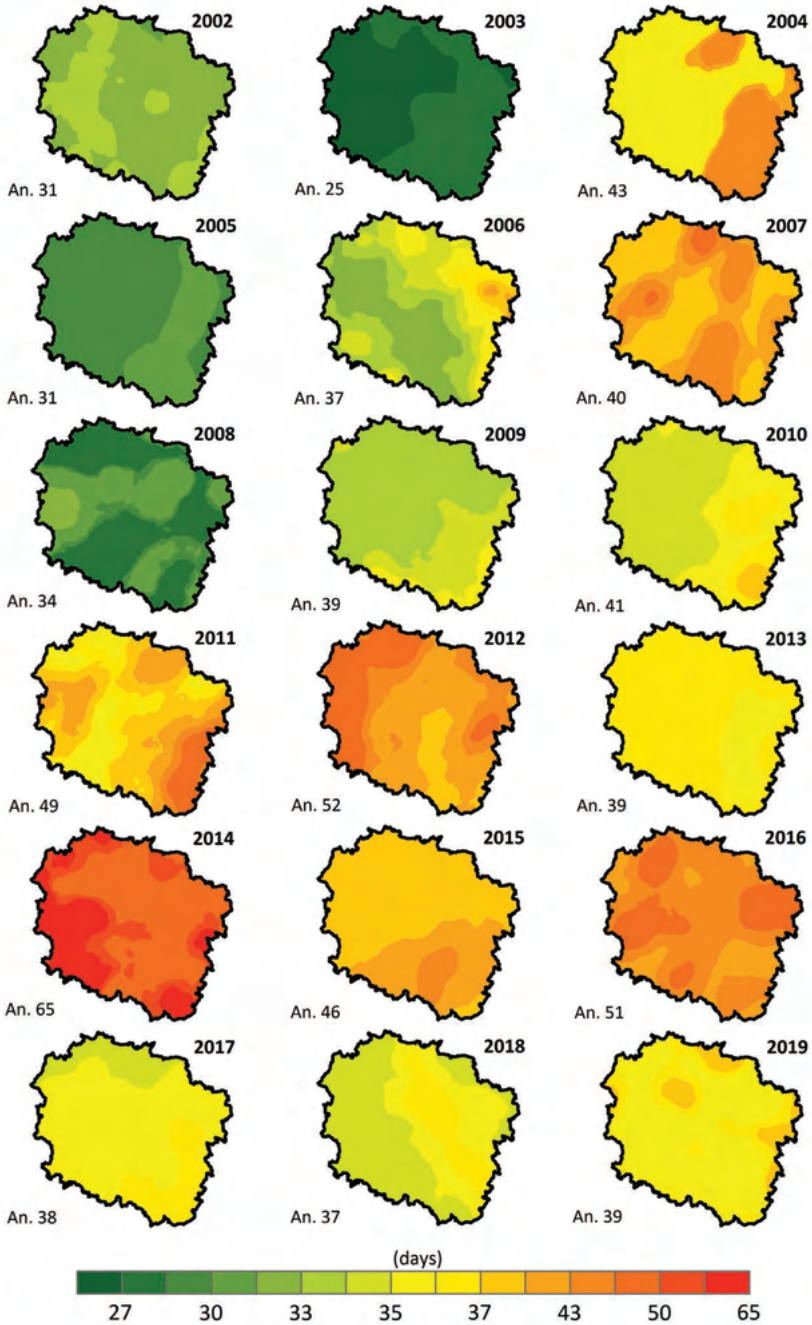 2002
2003
2004
An. 31
An. 25
An. 43
2005
2006
2007
An. 31
An. 37
An. 40
2008
2009
2010
An. 34
An. 39
An. 41
2011
2012
2013
An. 49
An. 52
An. 39
2014
2015
2016
An. 65
An. 46
An. 51
2017
2018
2019
An. 38
An. 37
An. 39
(days)
27 30 33 35 37 43 50 65